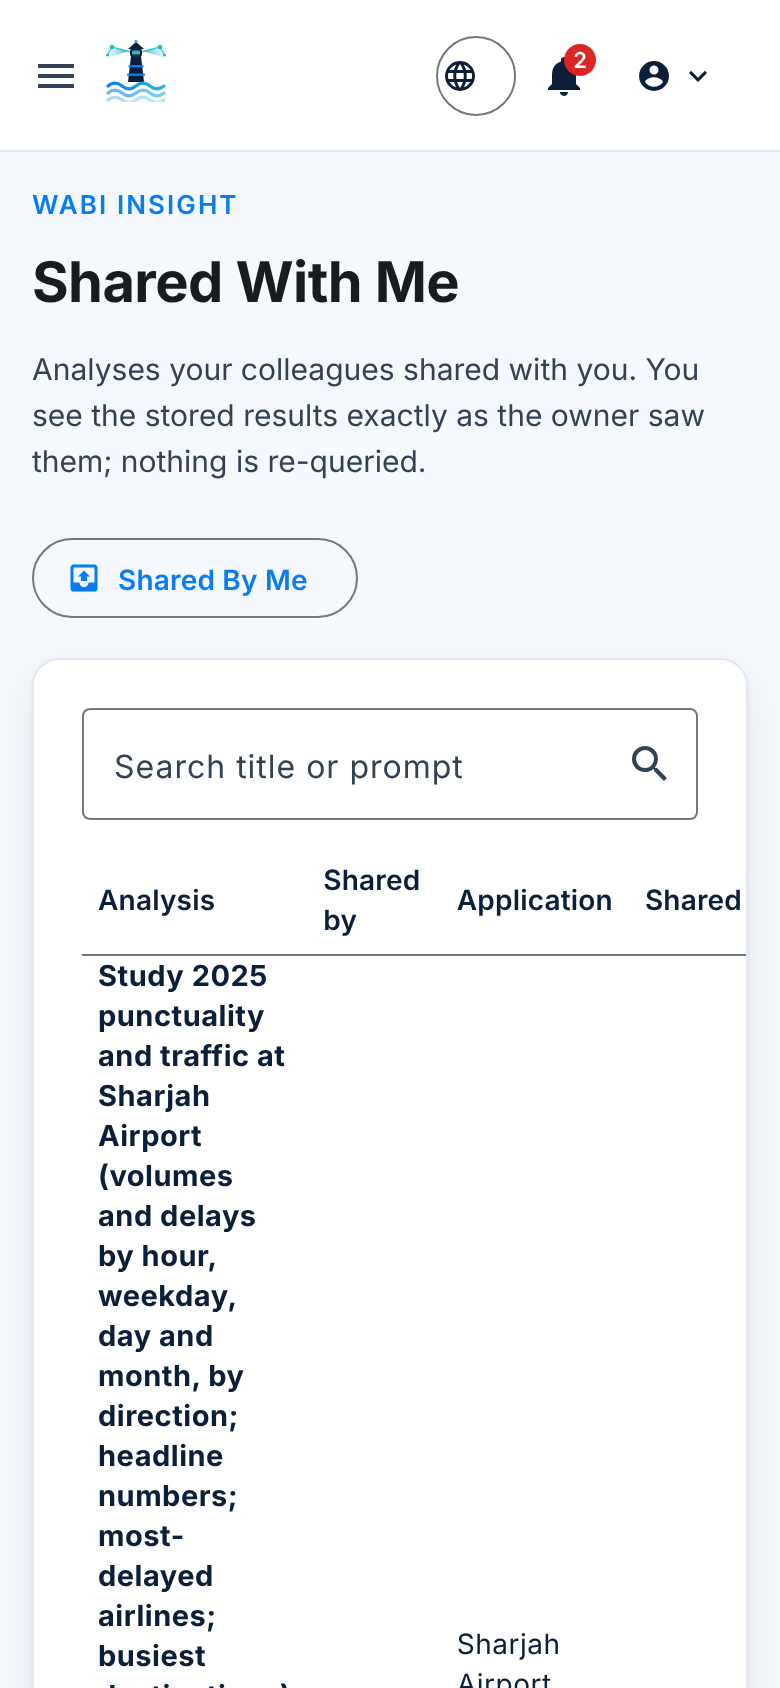 2
WABI INSIGHT
Shared With Me
Analyses your colleagues shared with you. You
see the stored results exactly as the owner saw
them; nothing is re-queried.
Shared By Me
Search title or prompt
Analysis
Shared
by
Application
Shared
Study 2025
punctuality
and traffic at
Sharjah
Airport
(volumes
and delays
by hour,
weekday,
day and
month, by
direction;
headline
numbers;
most-
delayed
airlines;
busiest
Sharjah
Airport